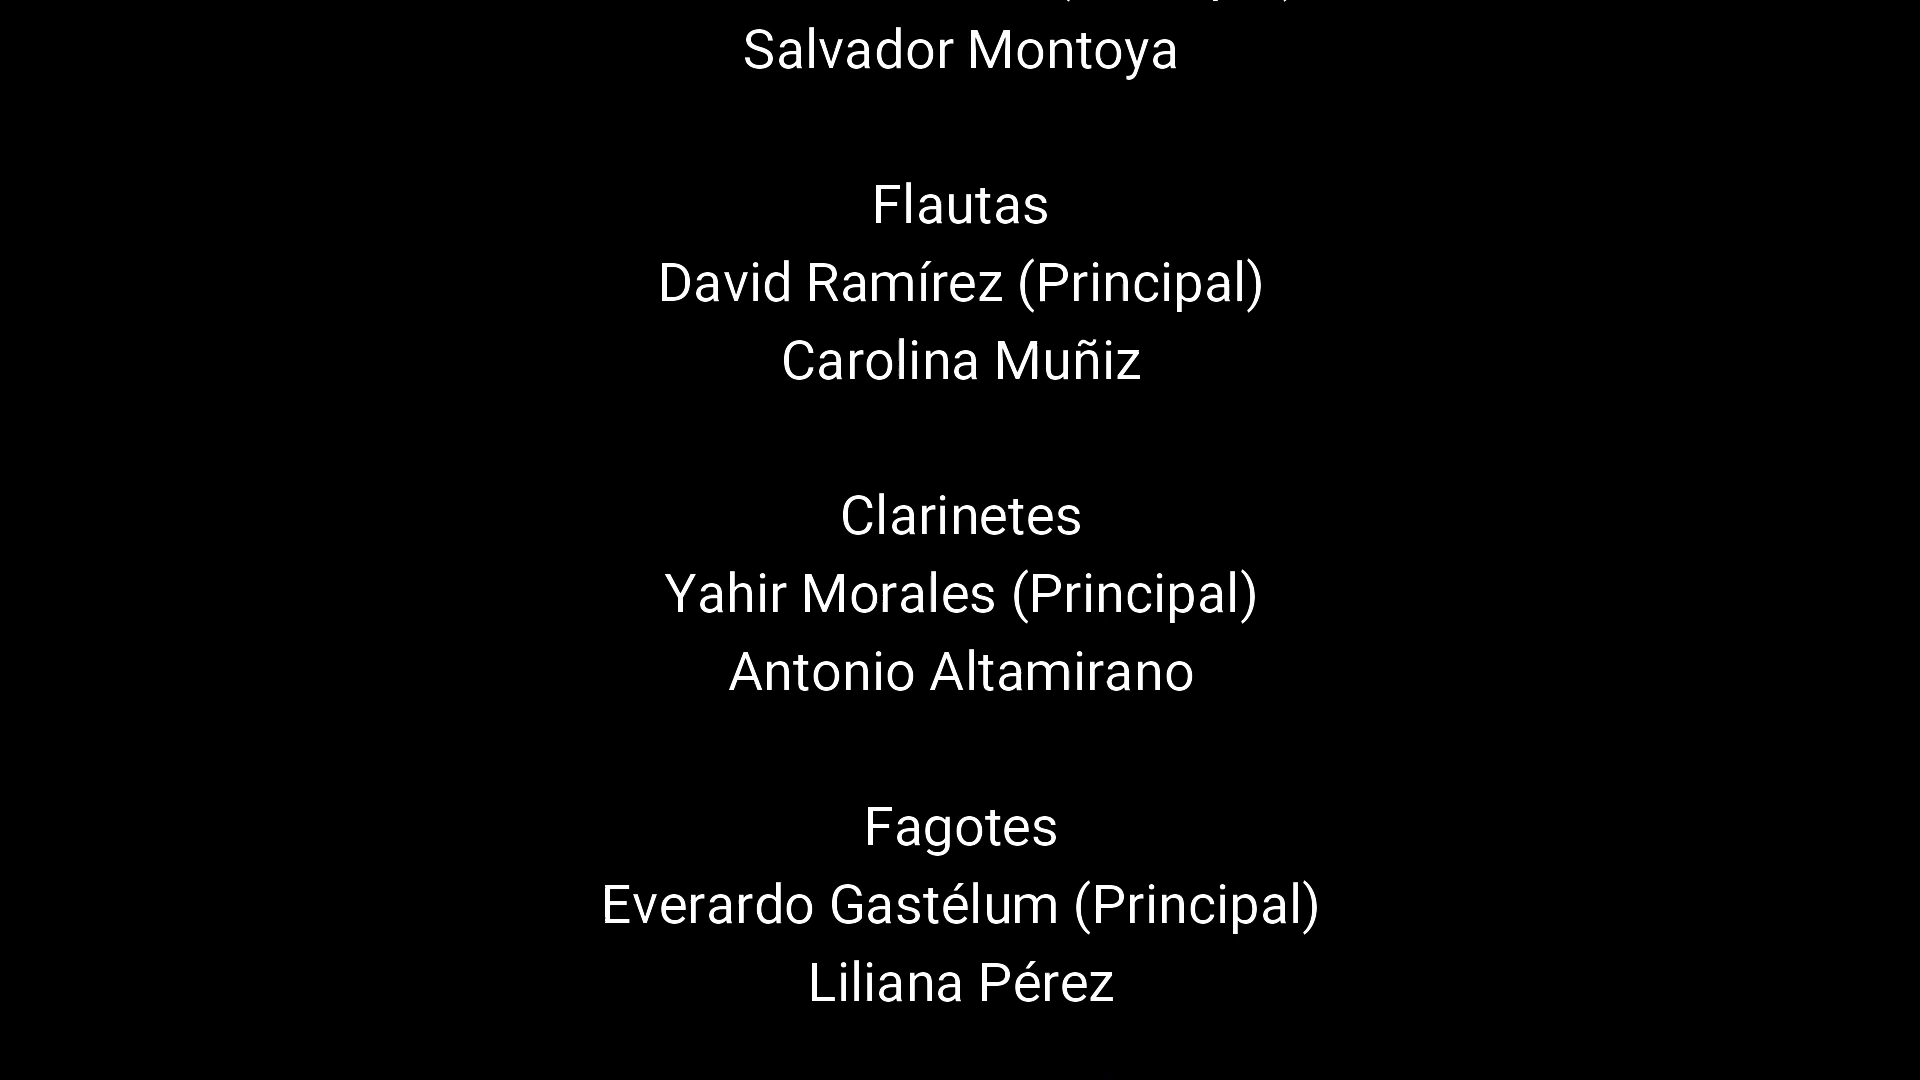 Salvador Montoya
Flautas
David Ramírez (Principal)
Carolina Muñiz
Clarinetes
Yahir Morales (Principal)
Antonio Altamirano
Fagotes
Everardo Gastélum (Principal)
Liliana Pérez